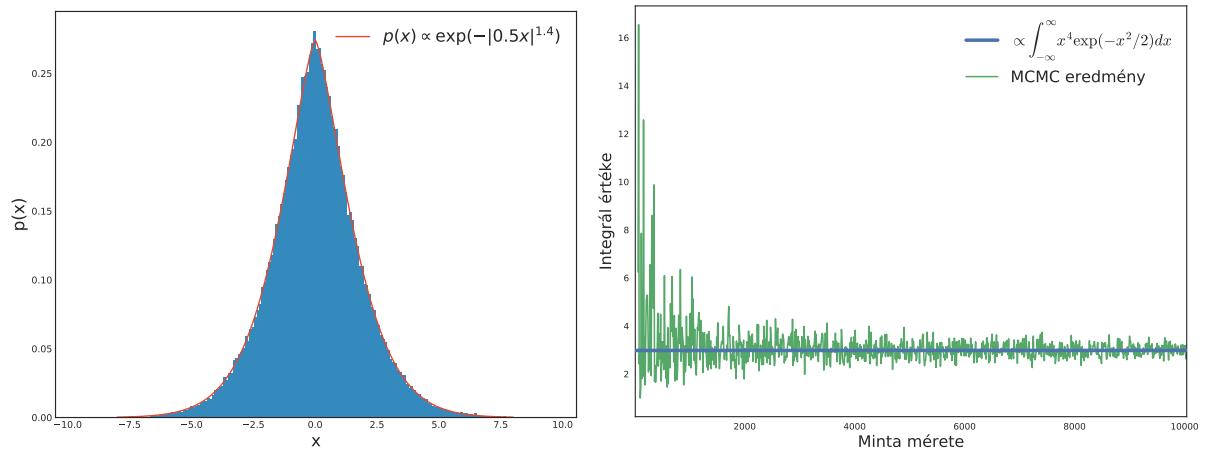 p(x) ∝ exp(−|0.5x|^1.4)
p(x)
0.25
0.20
0.15
0.10
0.05
0.00
−10.0 −7.5 −5.0 −2.5 0.0 2.5 5.0 7.5 10.0
x
∝ ∫_{−∞}^{∞} x^4 exp(−x^2/2)dx
MCMC eredmény
Integrál értéke
16
14
12
10
8
6
4
2
2000 4000 6000 8000 10000
Minta mérete